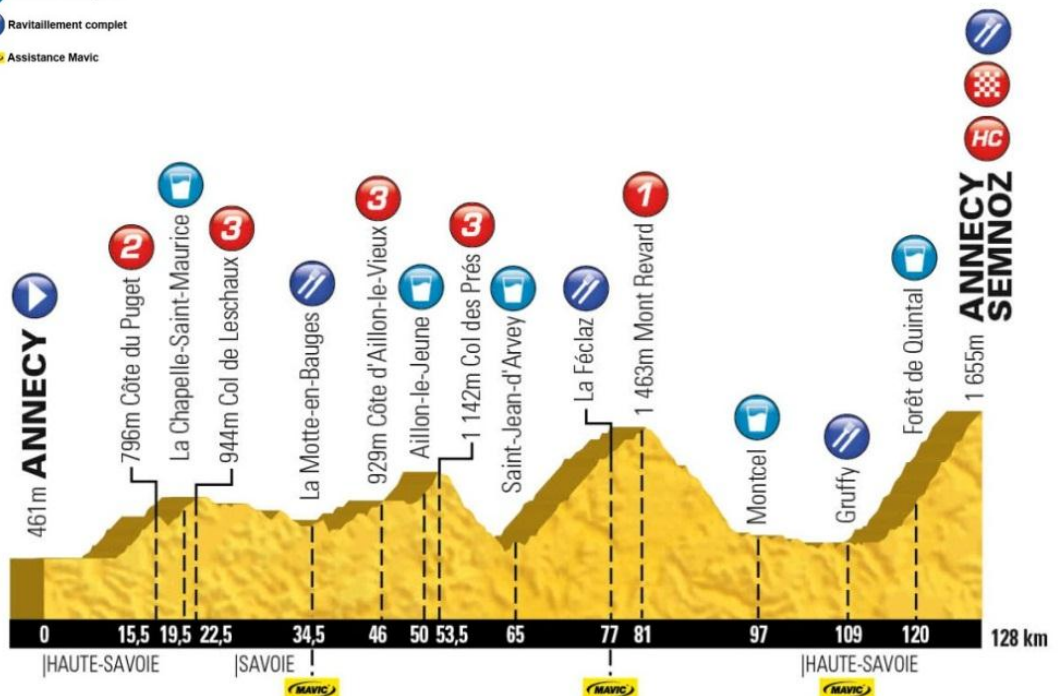 Ravitaillement complet
Assistance Mavic
461m ANNECY
2
796m Côte du Puget
La Chapelle-Saint-Maurice
3
944m Col de Leschaux
La Motte-en-Bauges
3
929m Côte d'Aillon-le-Vieux
Aillon-le-Jeune
3
1 142m Col des Prés
Saint-Jean-d'Arvey
La Féclaz
1
1 463m Mont Revard
Montcel
Gruffy
Forêt de Quintal
HC
1 655m ANNECY
SEMNOZ
0 15,5 19,5 22,5 34,5 46 50 53,5 65 77 81 97 109 120 128 km
|HAUTE-SAVOIE |SAVOIE |HAUTE-SAVOIE
MAVIC MAVIC MAVIC